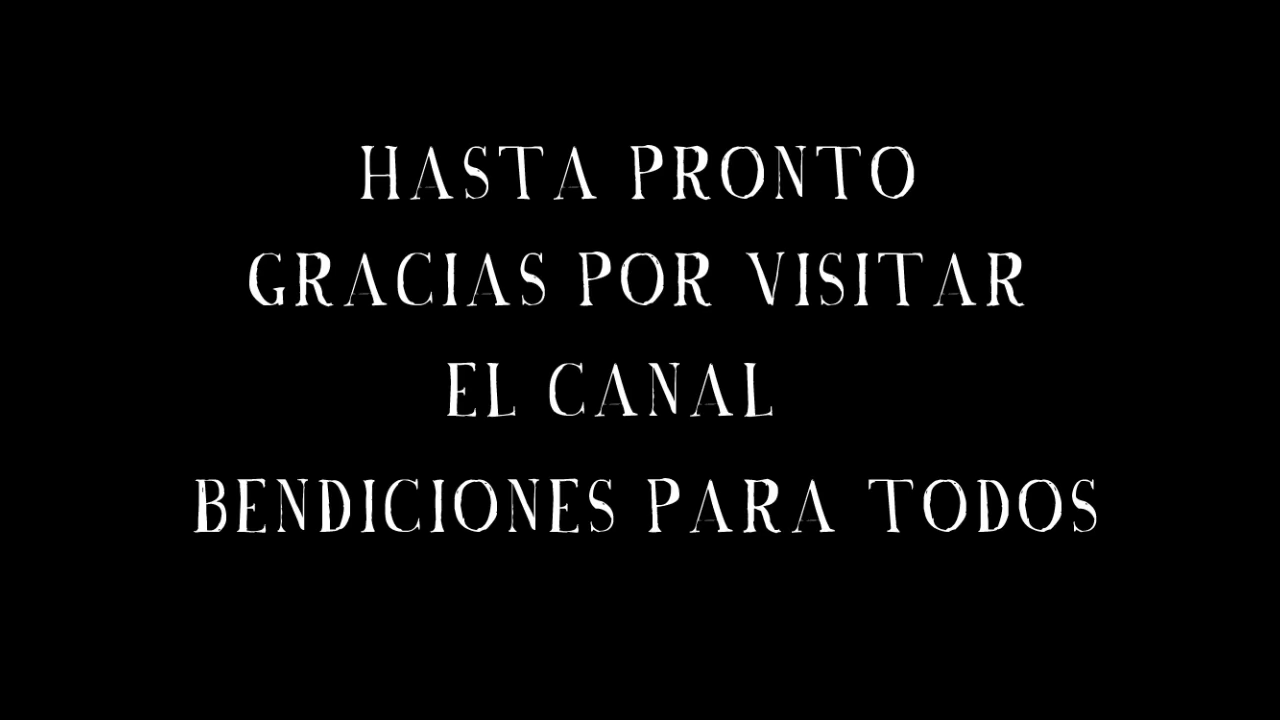 HASTA PRONTO
GRACIAS POR VISITAR
EL CANAL
BENDICIONES PARA TODOS